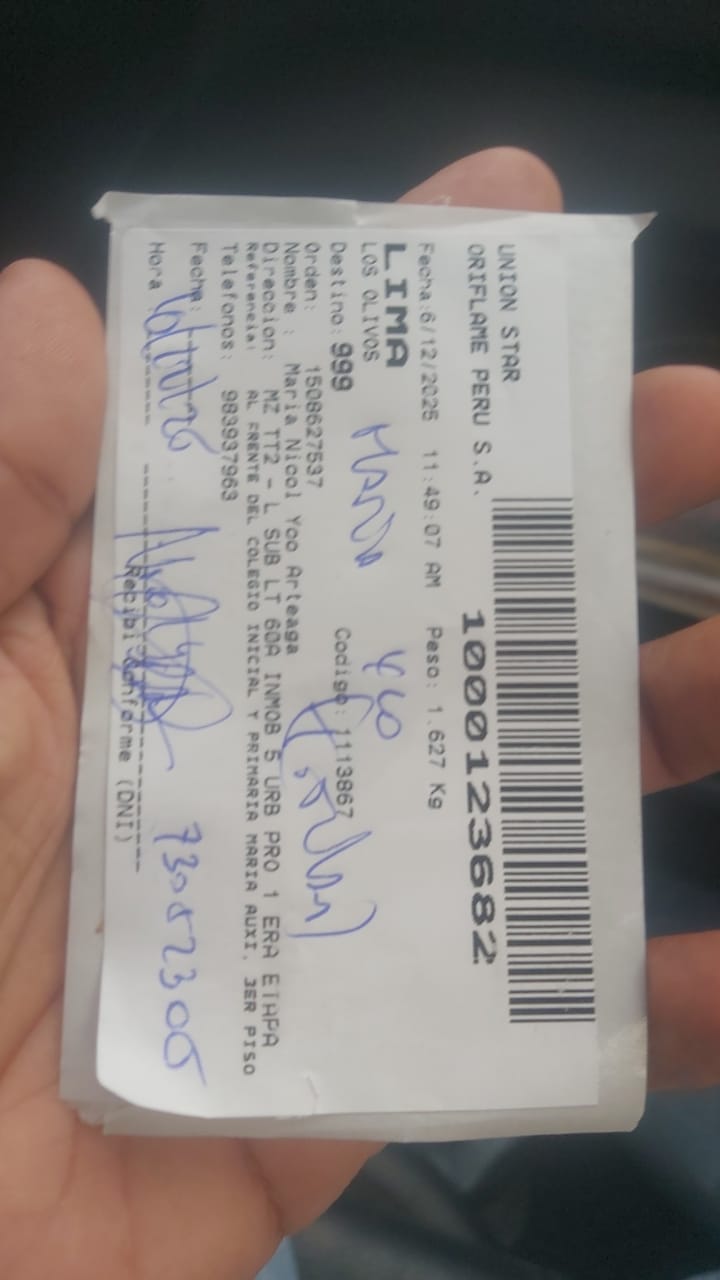 UNION STAR
ORIFLAME PERU S.A.
1000123682
Fecha:6/12/2025 11:49:07 AM Peso: 1.627 Kg
LIMA
LOS OLIVOS
Destino: 999 Codigo: 1113867
Orden: 1508627537
Nombre : Maria Nicol Yoo Arteaga
Direccion: MZ TT2 - L SUB LT 60A INMOB 5 URB PRO 1 ERA ETAPA
Referencia: AL FRENTE DEL COLEGIO INICIAL Y PRIMARIA MARIA AUXI. 3ER PISO
Telefonos: 983937963
Fecha:
Hora
Recibi Conforme (DNI)